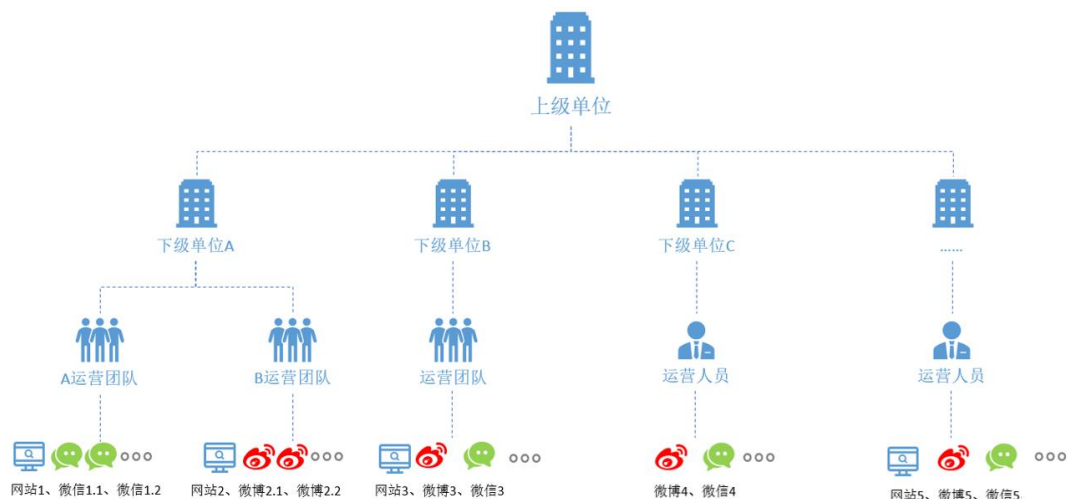 上级单位
下级单位A
下级单位B
下级单位C
……
A运营团队
B运营团队
运营团队
运营人员
运营人员
网站1、微信1.1、微信1.2
网站2、微博2.1、微博2.2
网站3、微博3、微信3
微博4、微信4
网站5、微博5、微信5